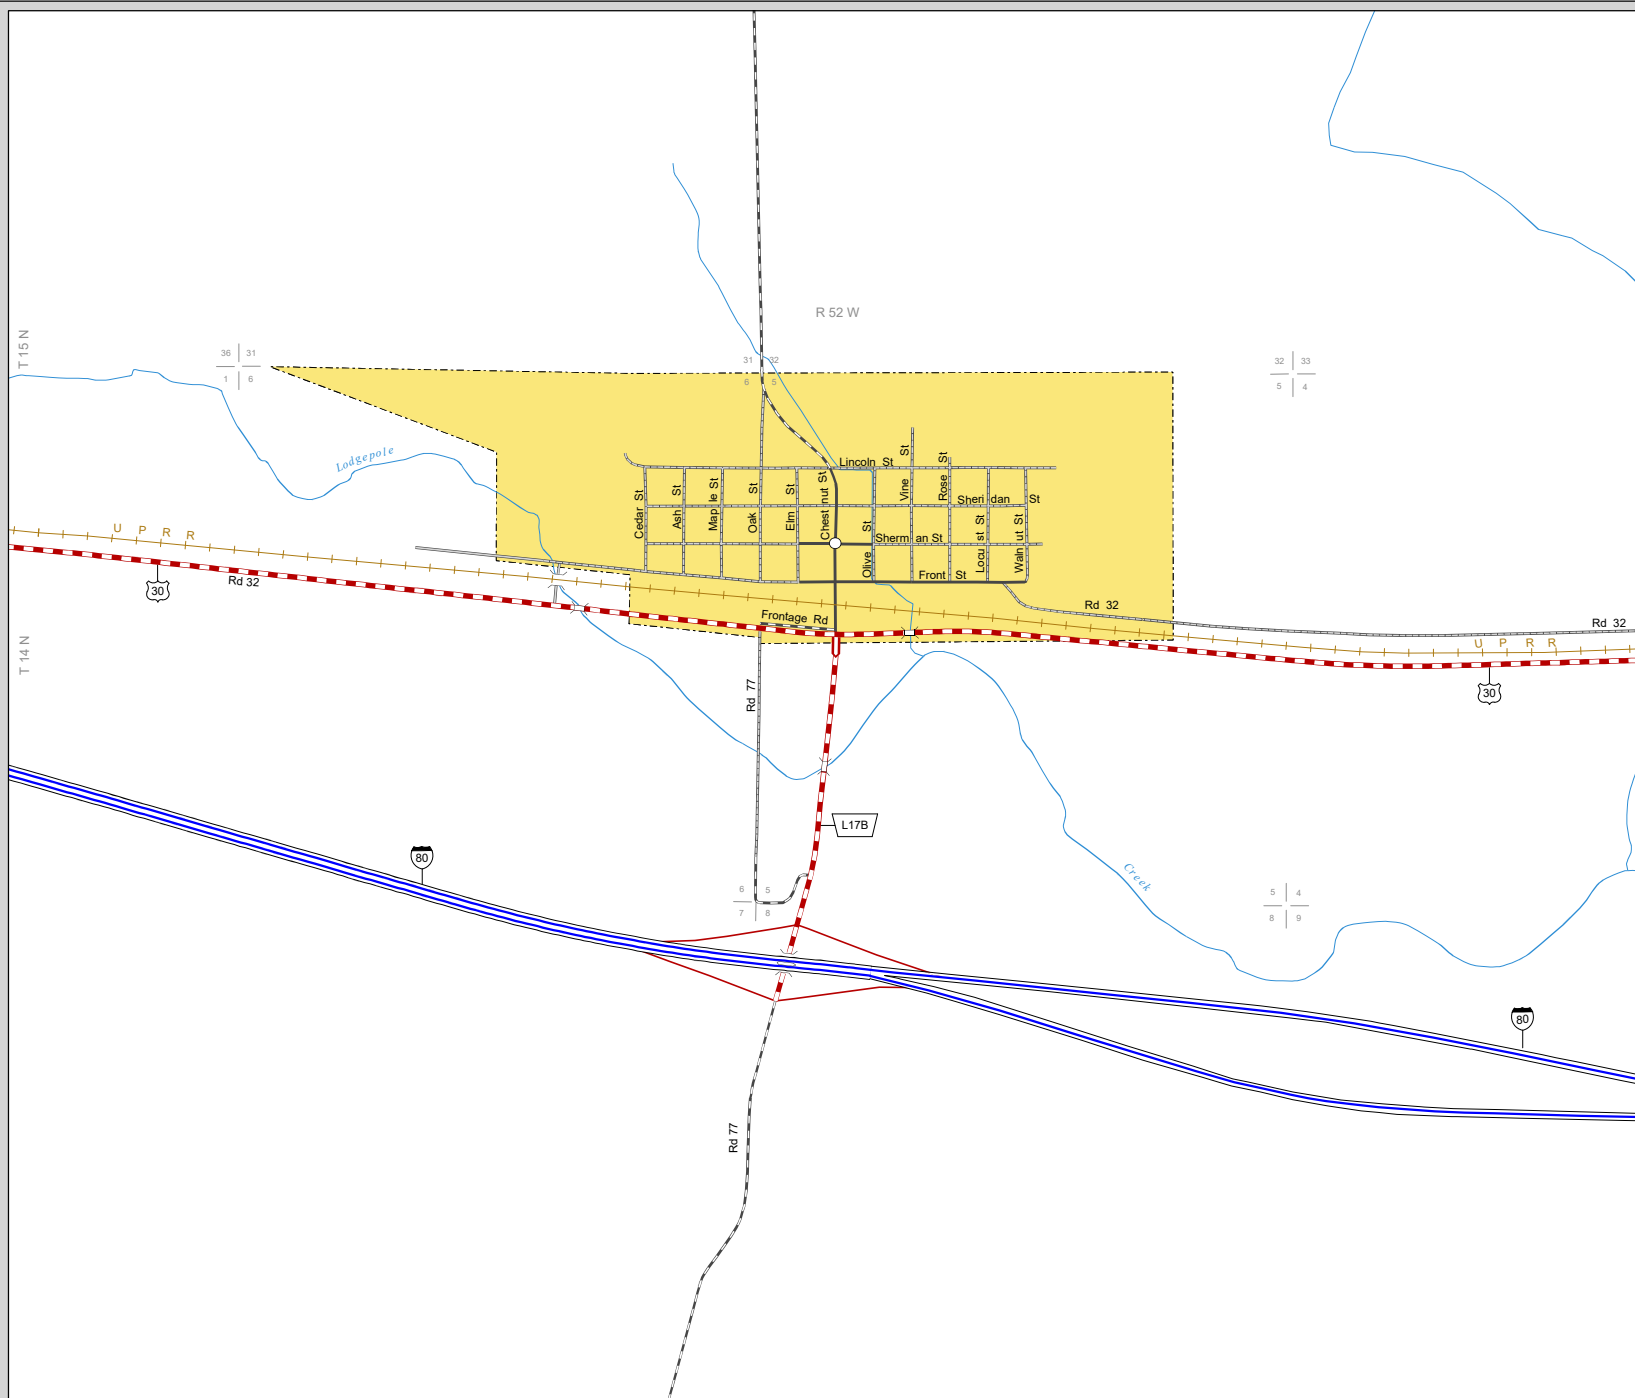 R 52 W
T 15 N
36 31
1 6
31 32
6 5
32 33
5 4
Lodgepole
Lincoln St
Cedar St
Ash St
Maple St
Oak St
Elm St
Chestnut St
Olive St
Vine St
Rose St
Locust St
Walnut St
Sheridan St
Sherman St
Front St
U P R R
30
Rd 32
Frontage Rd
Rd 32
Rd 32
U P R R
30
T 14 N
Rd 77
L17B
80
Creek
6 5
7 8
5 4
8 9
80
Rd 77